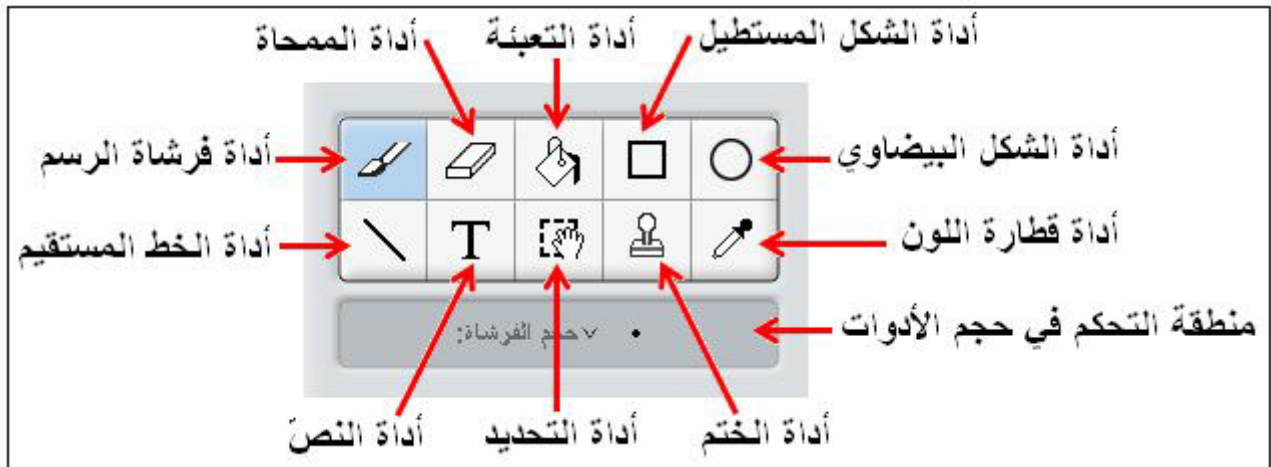 أداة الشكل المستطيل
أداة التعبئة
أداة الممحاة
أداة الشكل البيضاوي
أداة فرشاة الرسم
أداة قطارة اللون
أداة الخط المستقيم
T
منطقة التحكم في حجم الأدوات
حجم الفرشاة:
أداة الختم
أداة التحديد
أداة النصّ